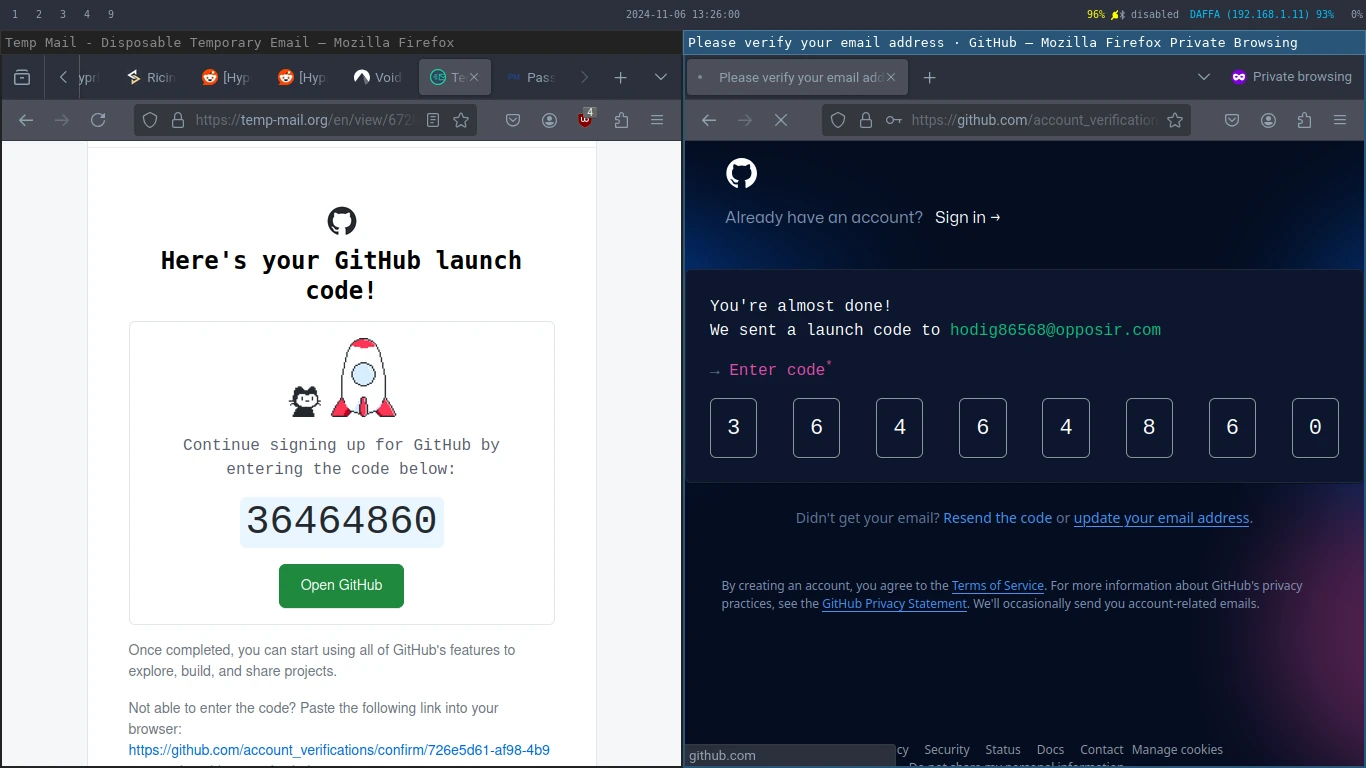 1 2 3 4 9
2024-11-06 13:26:00
96% disabled DAFFA (192.168.1.11) 93% 0%
Temp Mail - Disposable Temporary Email — Mozilla Firefox
Ricin [Hyp [Hyp Void Te Pass
https://temp-mail.org/en/view/672
4
Here's your GitHub launch
code!
Continue signing up for GitHub by
entering the code below:
36464860
Open GitHub
Once completed, you can start using all of GitHub's features to
explore, build, and share projects.
Not able to enter the code? Paste the following link into your
browser:
https://github.com/account_verifications/confirm/726e5d61-af98-4b9
Please verify your email address · GitHub — Mozilla Firefox Private Browsing
Please verify your email add
Private browsing
https://github.com/account_verification
Already have an account? Sign in →
You're almost done!
We sent a launch code to hodig86568@opposir.com
→ Enter code*
3 6 4 6 4 8 6 0
Didn't get your email? Resend the code or update your email address.
By creating an account, you agree to the Terms of Service. For more information about GitHub's privacy
practices, see the GitHub Privacy Statement. We'll occasionally send you account-related emails.
cy Security Status Docs Contact Manage cookies
Do not share my personal information
github.com